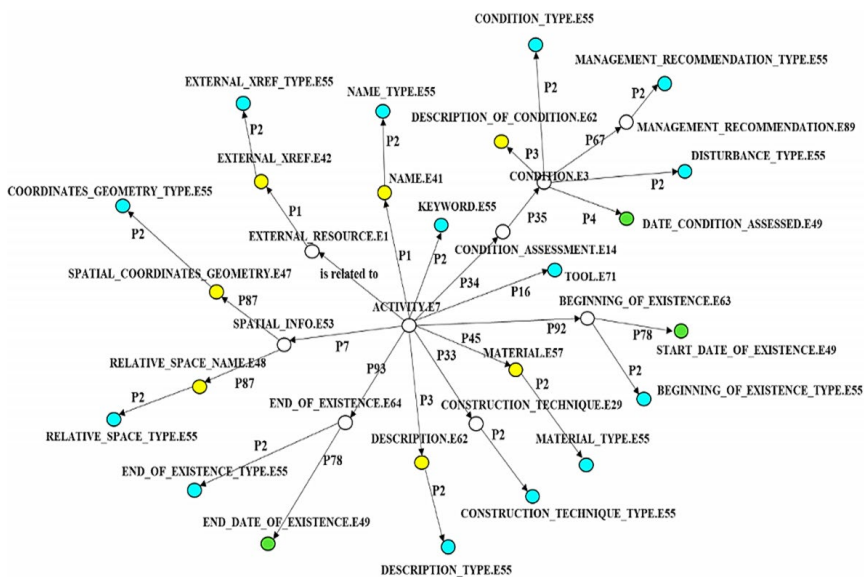 CONDITION_TYPE.E55
MANAGEMENT_RECOMMENDATION_TYPE.E55
EXTERNAL_XREF_TYPE.E55
NAME_TYPE.E55
P2
P2
DESCRIPTION_OF_CONDITION.E62
P2
P2
P67
MANAGEMENT_RECOMMENDATION.E89
EXTERNAL_XREF.E42
P3
DISTURBANCE_TYPE.E55
CONDITION.E3
NAME.E41
P2
COORDINATES_GEOMETRY_TYPE.E55
KEYWORD.E55
P1
P35
P4
DATE_CONDITION_ASSESSED.E49
P2
EXTERNAL_RESOURCE.E1
CONDITION_ASSESSMENT.E14
P1
P2
SPATIAL_COORDINATES_GEOMETRY.E47
is related to
P34
TOOL.E71
P16
P87
ACTIVITY.E7
BEGINNING_OF_EXISTENCE.E63
SPATIAL_INFO.E53
P92
P78
P7
P45
START_DATE_OF_EXISTENCE.E49
RELATIVE_SPACE_NAME.E48
P93
P33
MATERIAL.E57
P87
P2
P2
P2
BEGINNING_OF_EXISTENCE_TYPE.E55
END_OF_EXISTENCE.E64
P3
CONSTRUCTION_TECHNIQUE.E29
RELATIVE_SPACE_TYPE.E55
DESCRIPTION.E62
P2
MATERIAL_TYPE.E55
P2
P78
END_OF_EXISTENCE_TYPE.E55
P2
END_DATE_OF_EXISTENCE.E49
CONSTRUCTION_TECHNIQUE_TYPE.E55
DESCRIPTION_TYPE.E55